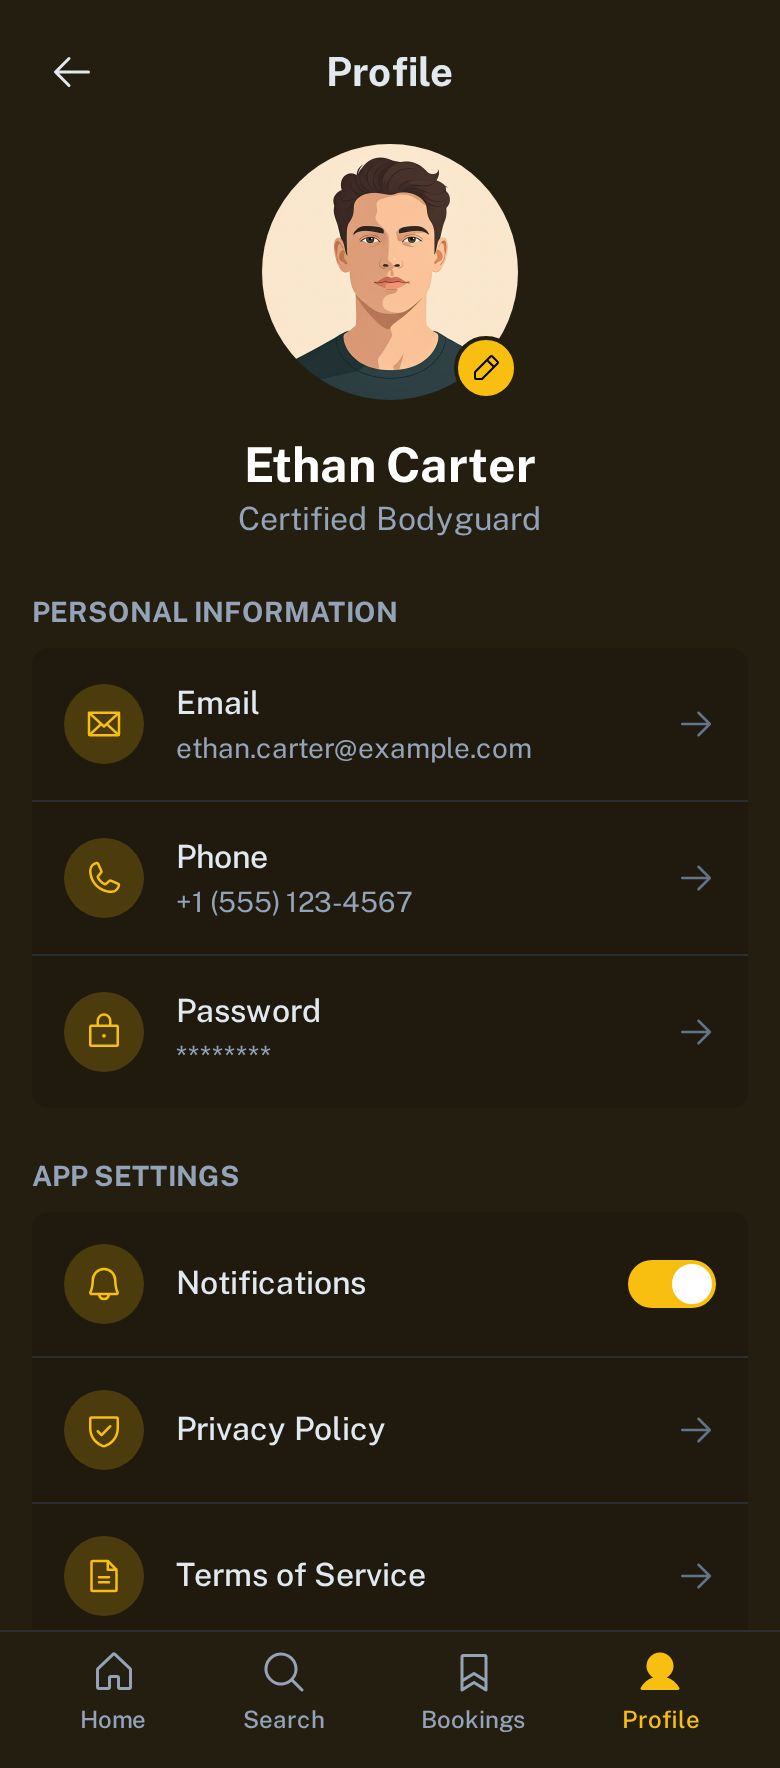 Profile
Ethan Carter
Certified Bodyguard
PERSONAL INFORMATION
Email
ethan.carter@example.com
Phone
+1 (555) 123-4567
Password
********
APP SETTINGS
Notifications
Privacy Policy
Terms of Service
Home
Search
Bookings
Profile